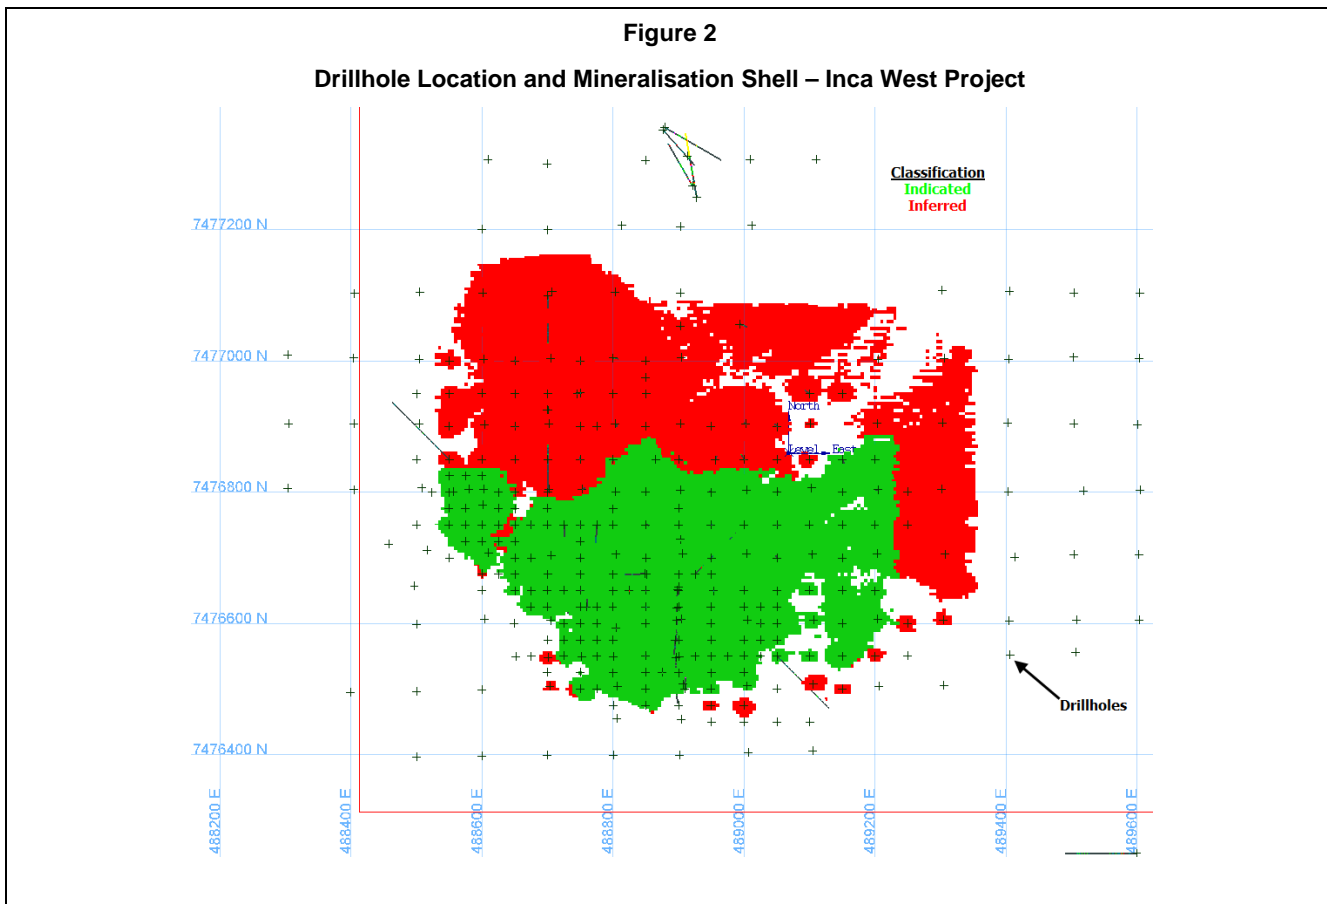 Figure 2
Drillhole Location and Mineralisation Shell – Inca West Project
Classification
Indicated
Inferred
7477200 N
7477000 N
North
Level East
7476800 N
7476600 N
Drillholes
7476400 N
488200 E
488400 E
488600 E
488800 E
489000 E
489200 E
489400 E
489600 E